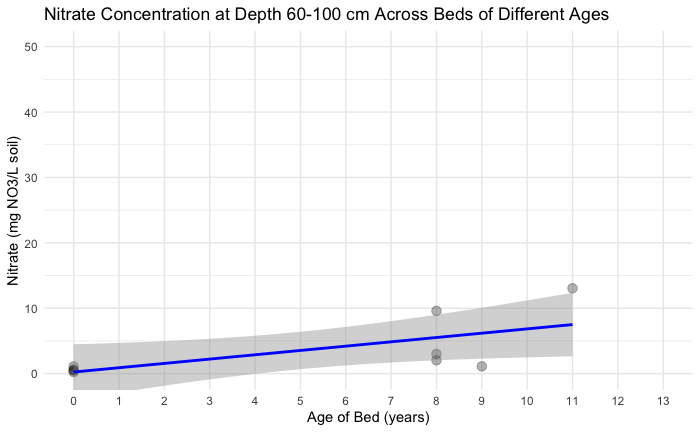 Nitrate Concentration at Depth 60-100 cm Across Beds of Different Ages
50
40
30
20
10
0
Nitrate (mg NO3/L soil)
0 1 2 3 4 5 6 7 8 9 10 11 12 13
Age of Bed (years)